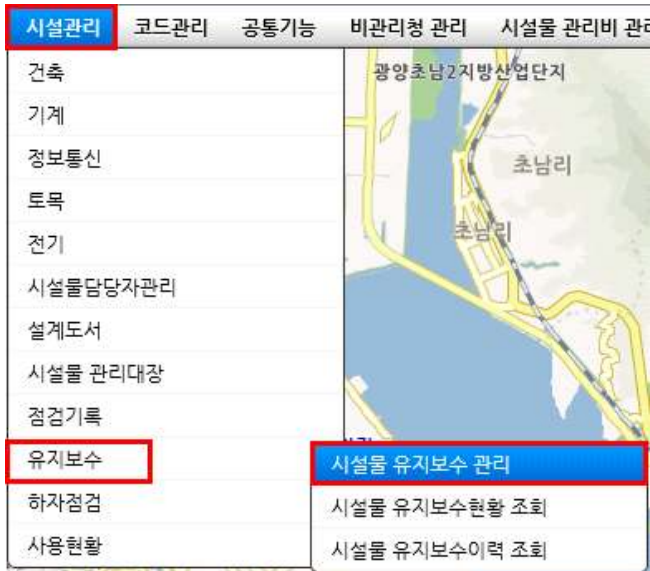 시설관리 코드관리 공통기능 비관리청 관리 시설물 관리비 관리
건축
기계
정보통신
토목
전기
시설물담당자관리
설계도서
시설물 관리대장
점검기록
유지보수
하자점검
사용현황
시설물 유지보수 관리
시설물 유지보수현황 조회
시설물 유지보수이력 조회
광양초남2지방산업단지
초남리
초남리